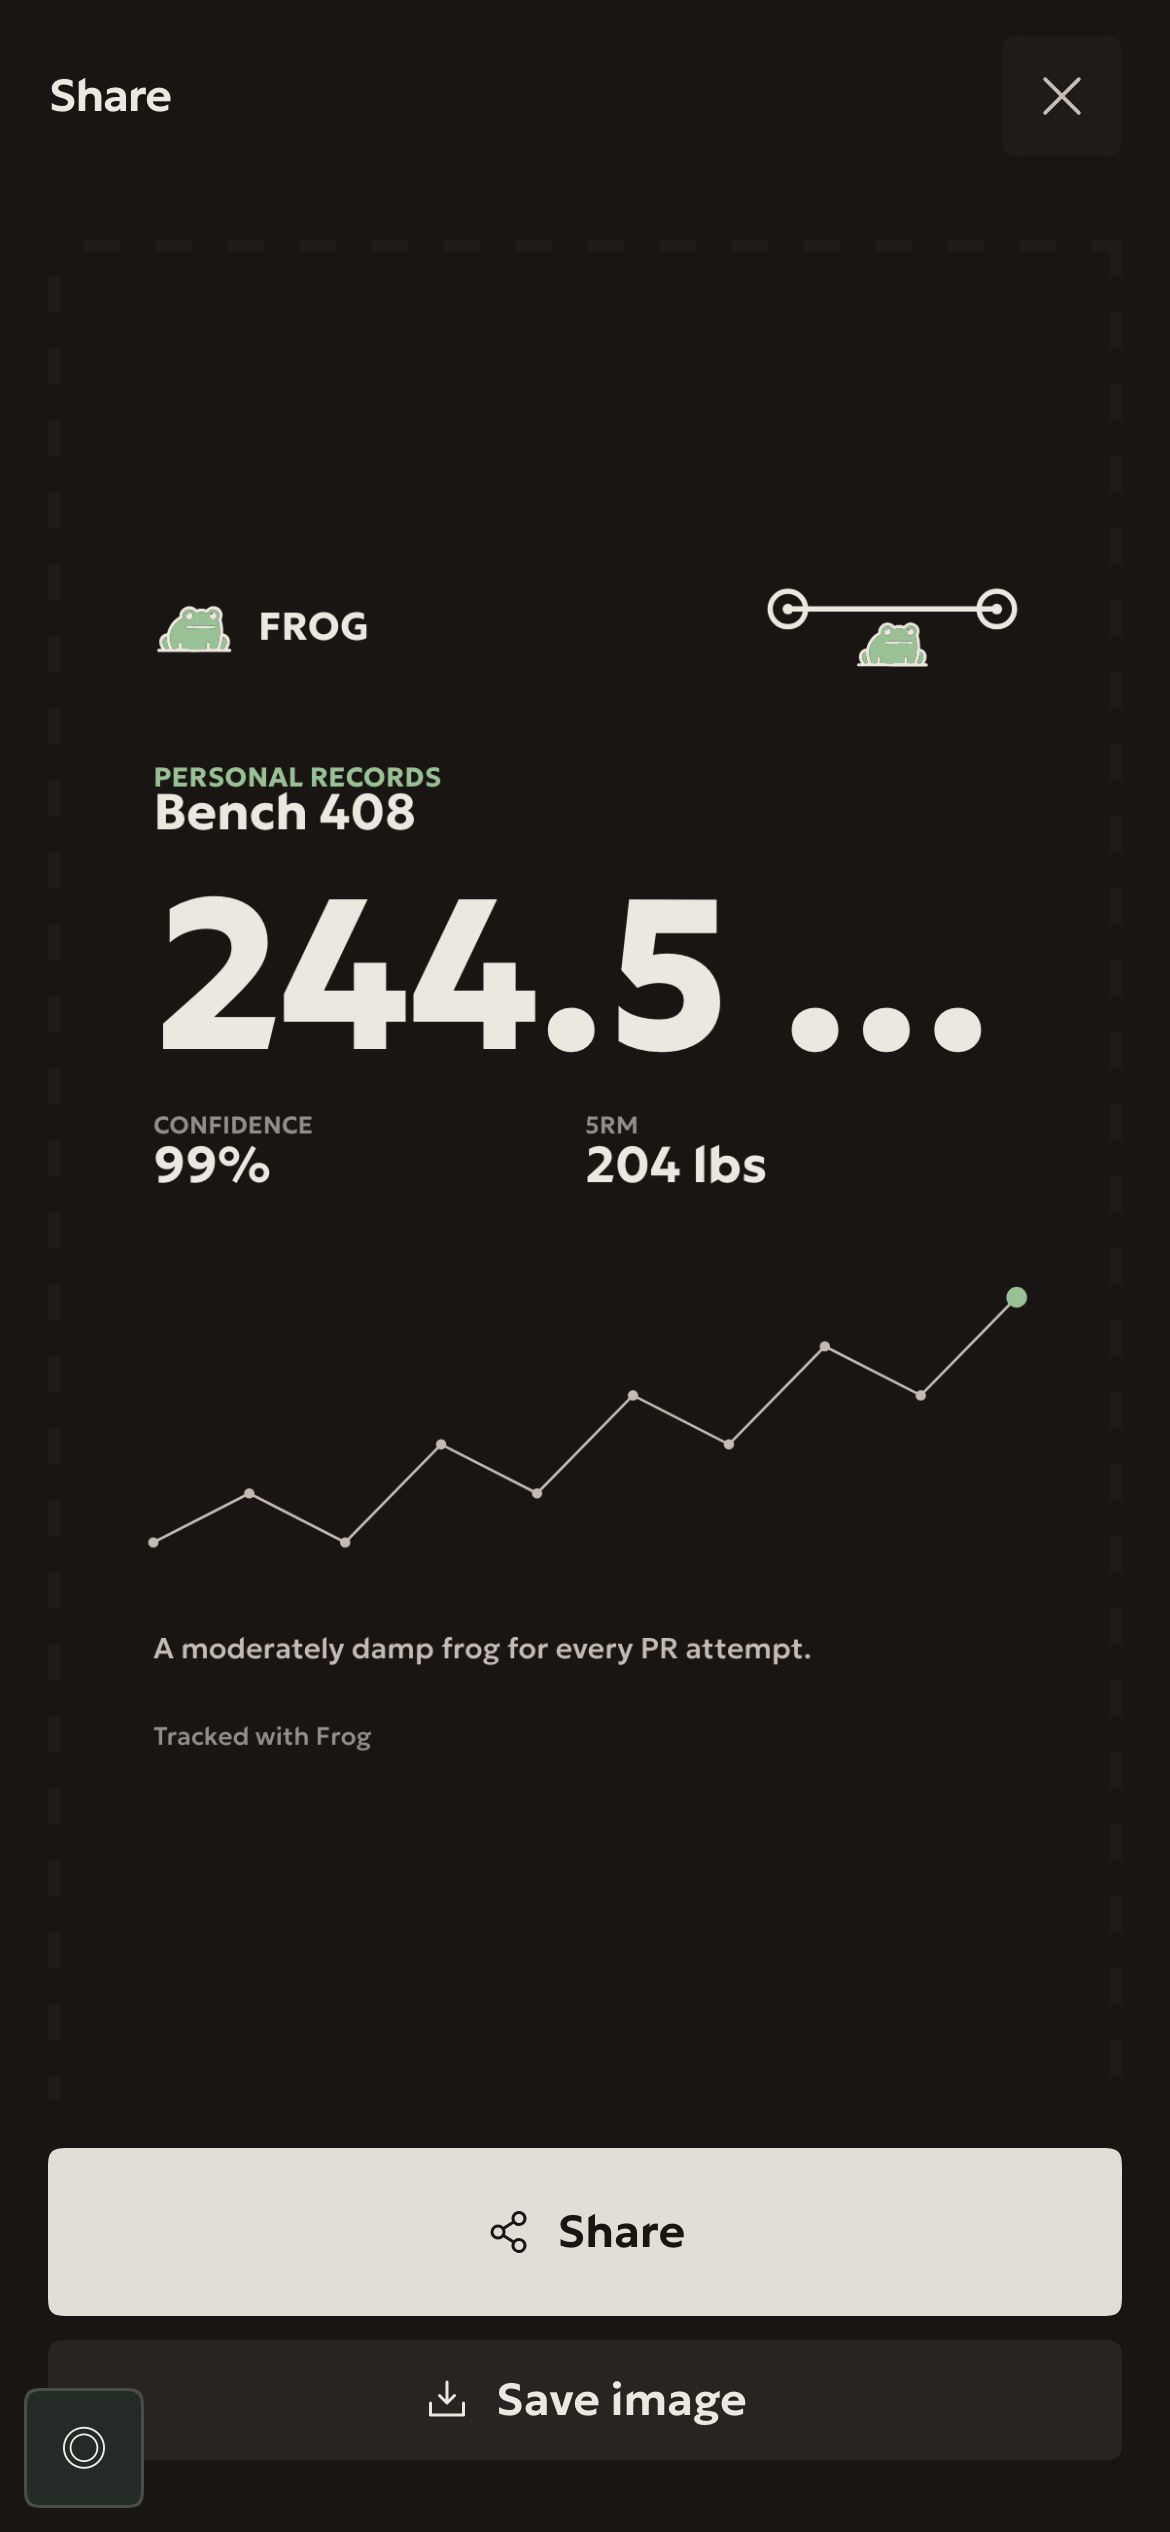 Share
FROG
PERSONAL RECORDS
Bench 408
244.5 ...
CONFIDENCE
99%
5RM
204 lbs
A moderately damp frog for every PR attempt.
Tracked with Frog
Share
Save image